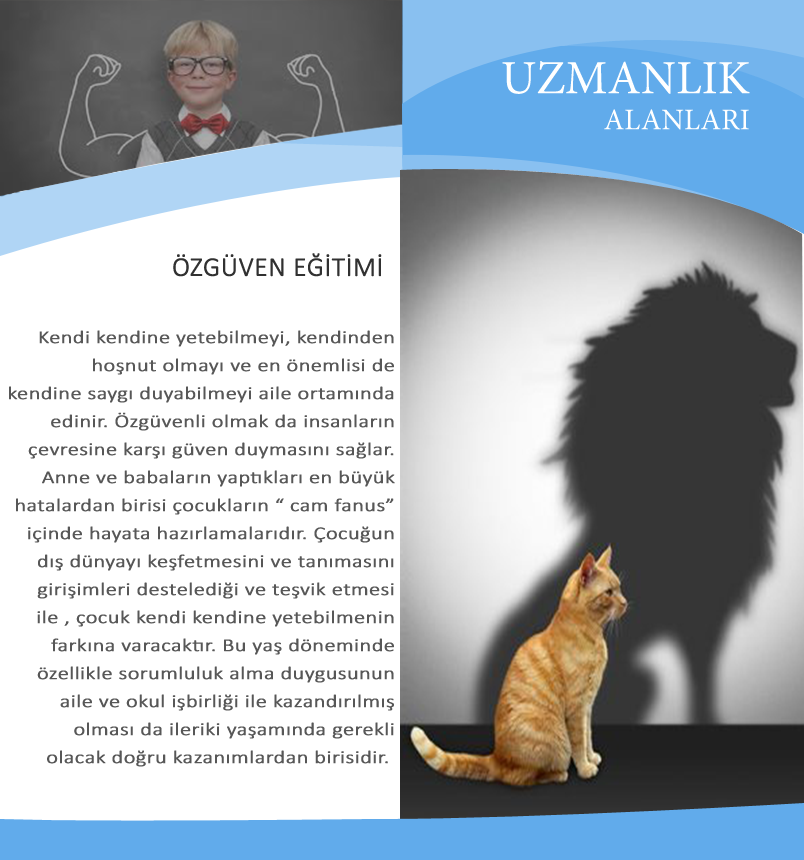 UZMANLIK
ALANLARI
ÖZGÜVEN EĞİTİMİ
Kendi kendine yetebilmeyi, kendinden
hoşnut olmayı ve en önemlisi de
kendine saygı duyabilmeyi aile ortamında
edinir. Özgüvenli olmak da insanların
çevresine karşı güven duymasını sağlar.
Anne ve babaların yaptıkları en büyük
hatalardan birisi çocukların “ cam fanus”
içinde hayata hazırlamalarıdır. Çocuğun
dış dünyayı keşfetmesini ve tanımasını
girişimleri destelediği ve teşvik etmesi
ile , çocuk kendi kendine yetebilmenin
farkına varacaktır. Bu yaş döneminde
özellikle sorumluluk alma duygusunun
aile ve okul işbirliği ile kazandırılmış
olması da ileriki yaşamında gerekli
olacak doğru kazanımlardan birisidir.